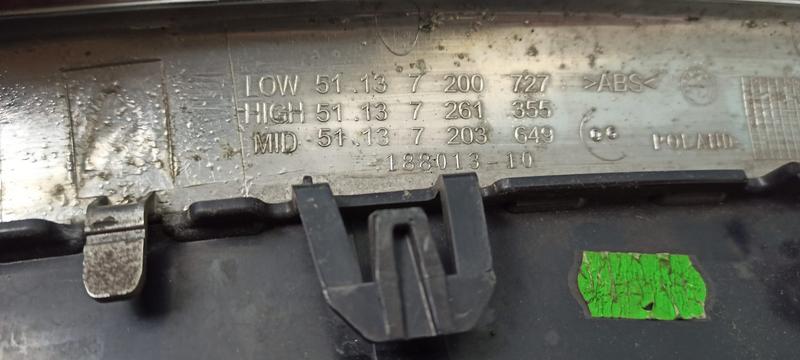 LOW 51.13 7 200 727 >ABS<
HIGH 51.13 7 261 355
MID 51.13 7 203 649 POLAND
188013-10